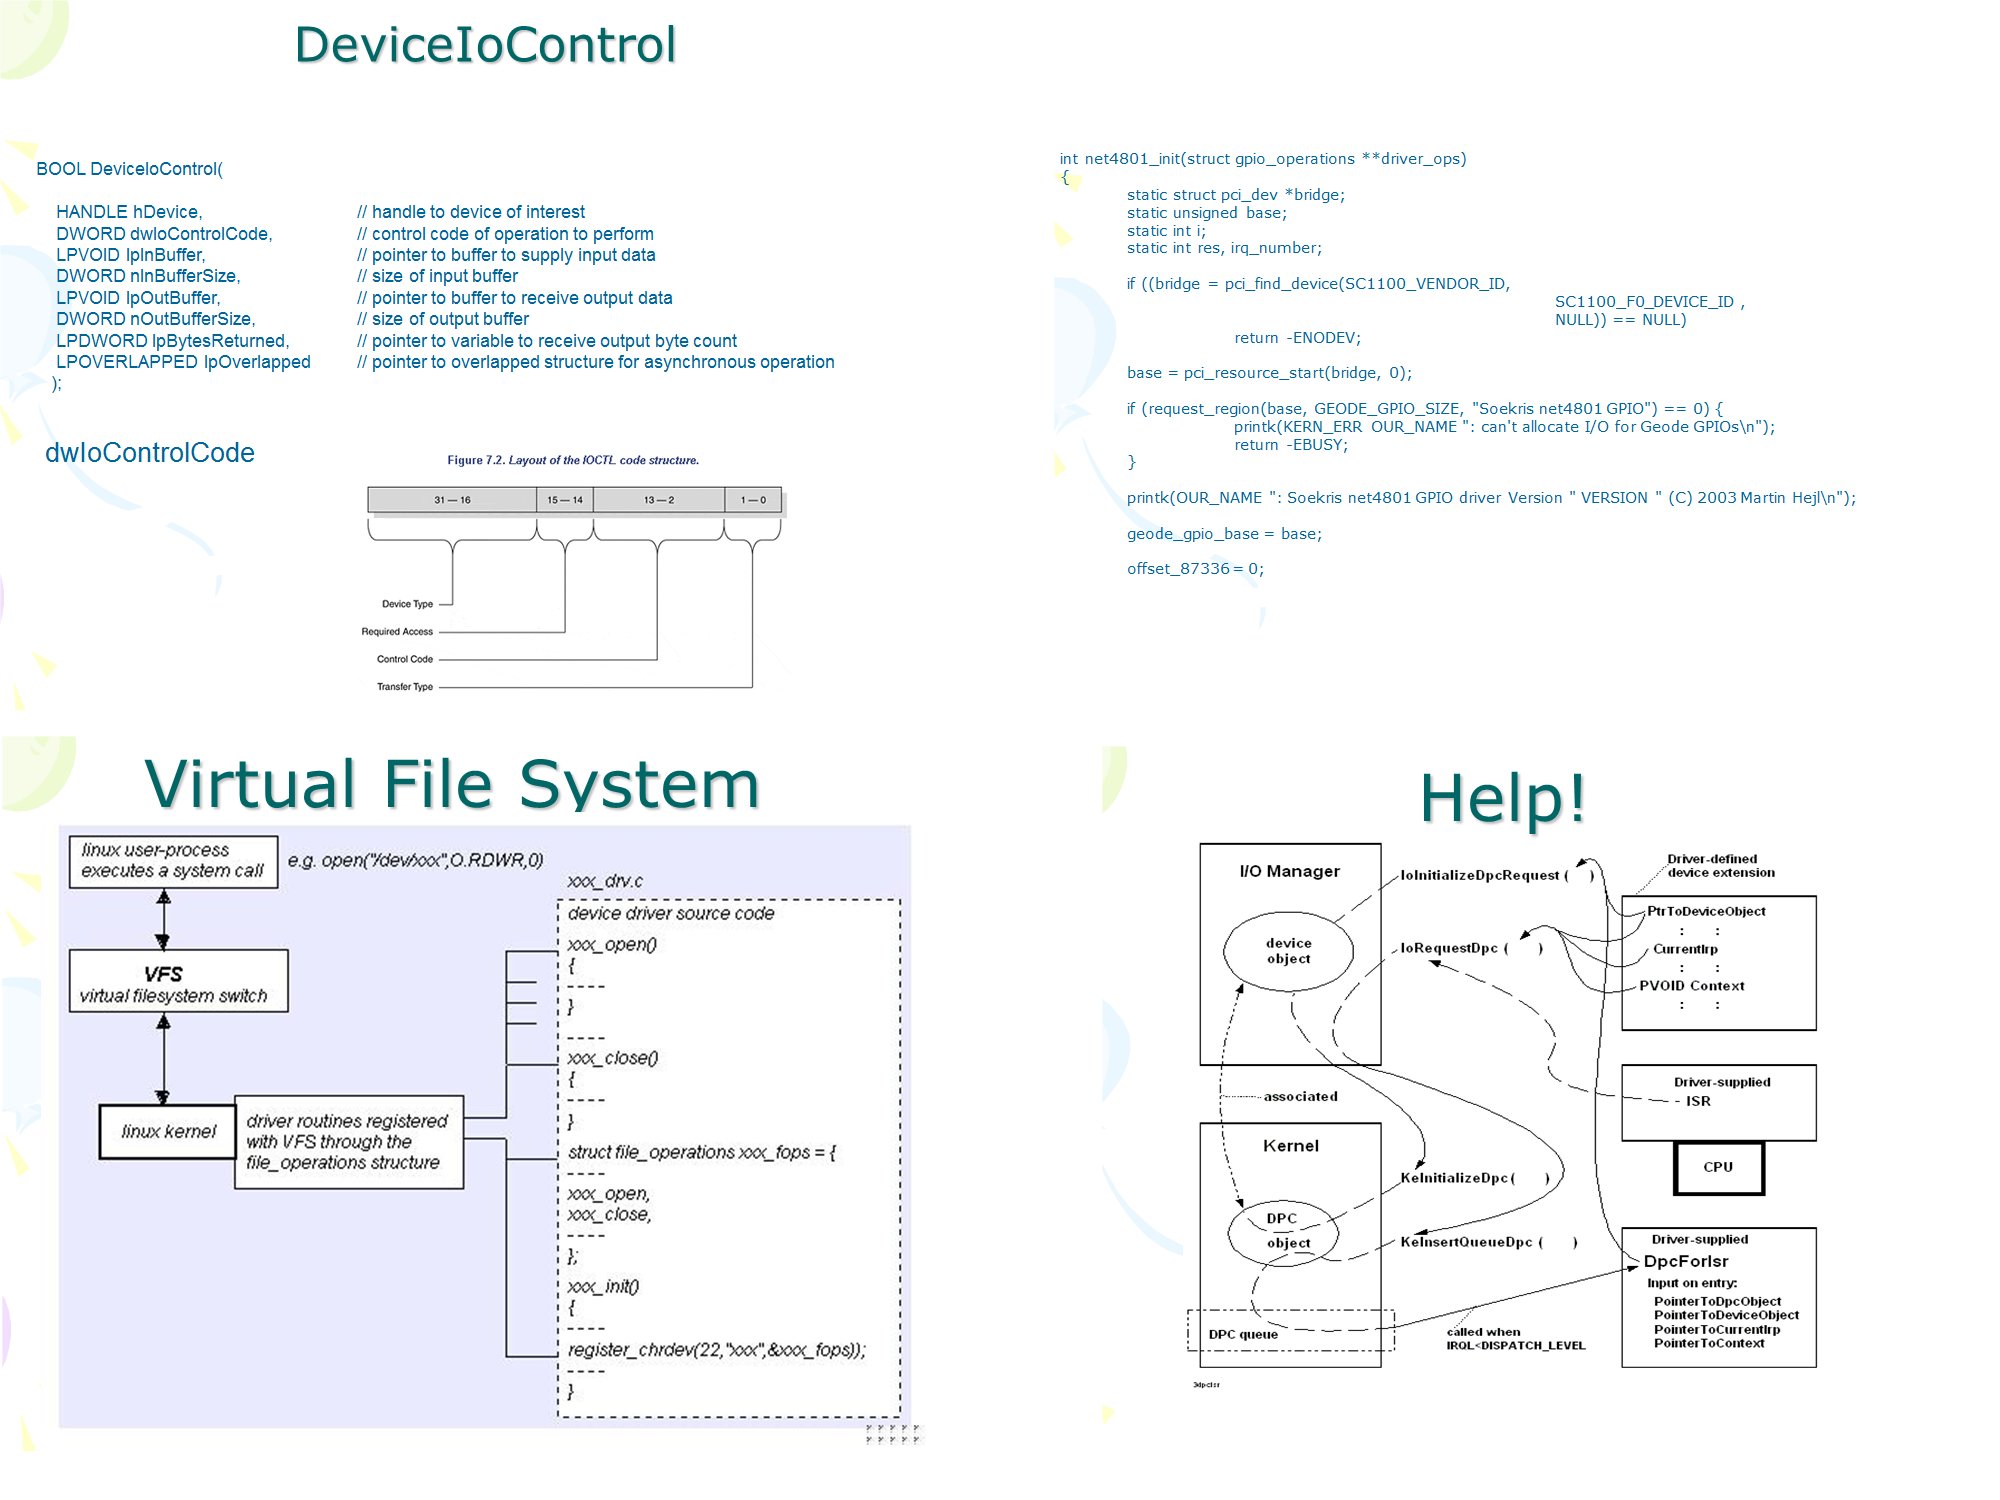 DeviceIoControl
BOOL DeviceIoControl(
HANDLE hDevice, // handle to device of interest
DWORD dwIoControlCode, // control code of operation to perform
LPVOID lpInBuffer, // pointer to buffer to supply input data
DWORD nInBufferSize, // size of input buffer
LPVOID lpOutBuffer, // pointer to buffer to receive output data
DWORD nOutBufferSize, // size of output buffer
LPDWORD lpBytesReturned, // pointer to variable to receive output byte count
LPOVERLAPPED lpOverlapped // pointer to overlapped structure for asynchronous operation
);
dwIoControlCode
Figure 7.2. Layout of the IOCTL code structure.
31 — 16 15 — 14 13 — 2 1 — 0
Device Type
Required Access
Control Code
Transfer Type
int net4801_init(struct gpio_operations **driver_ops)
{
static struct pci_dev *bridge;
static unsigned base;
static int i;
static int res, irq_number;
if ((bridge = pci_find_device(SC1100_VENDOR_ID,
SC1100_F0_DEVICE_ID ,
NULL)) == NULL)
return -ENODEV;
base = pci_resource_start(bridge, 0);
if (request_region(base, GEODE_GPIO_SIZE, "Soekris net4801 GPIO") == 0) {
printk(KERN_ERR OUR_NAME ": can't allocate I/O for Geode GPIOs\n");
return -EBUSY;
}
printk(OUR_NAME ": Soekris net4801 GPIO driver Version " VERSION " (C) 2003 Martin Hejl\n");
geode_gpio_base = base;
offset_87336 = 0;
Virtual File System
linux user-process
executes a system call
e.g. open("/dev/xxx",O.RDWR,0)
VFS
virtual filesystem switch
linux kernel
driver routines registered
with VFS through the
file_operations structure
xxx_drv.c
device driver source code
xxx_open()
{
----
}
----
xxx_close()
{
----
}
struct file_operations xxx_fops = {
----
xxx_open,
xxx_close,
----
};
xxx_init()
{
----
register_chrdev(22,"xxx",&xxx_fops));
----
}
Help!
I/O Manager
device
object
associated
Kernel
DPC
object
DPC queue
3dpcisr
IoInitializeDpcRequest ( )
IoRequestDpc ( )
KeInitializeDpc ( )
KeInsertQueueDpc ( )
called when
IRQL<DISPATCH_LEVEL
Driver-defined
device extension
PtrToDeviceObject
: :
CurrentIrp
: :
PVOID Context
: :
Driver-supplied
ISR
CPU
Driver-supplied
DpcForIsr
Input on entry:
PointerToDpcObject
PointerToDeviceObject
PointerToCurrentIrp
PointerToContext